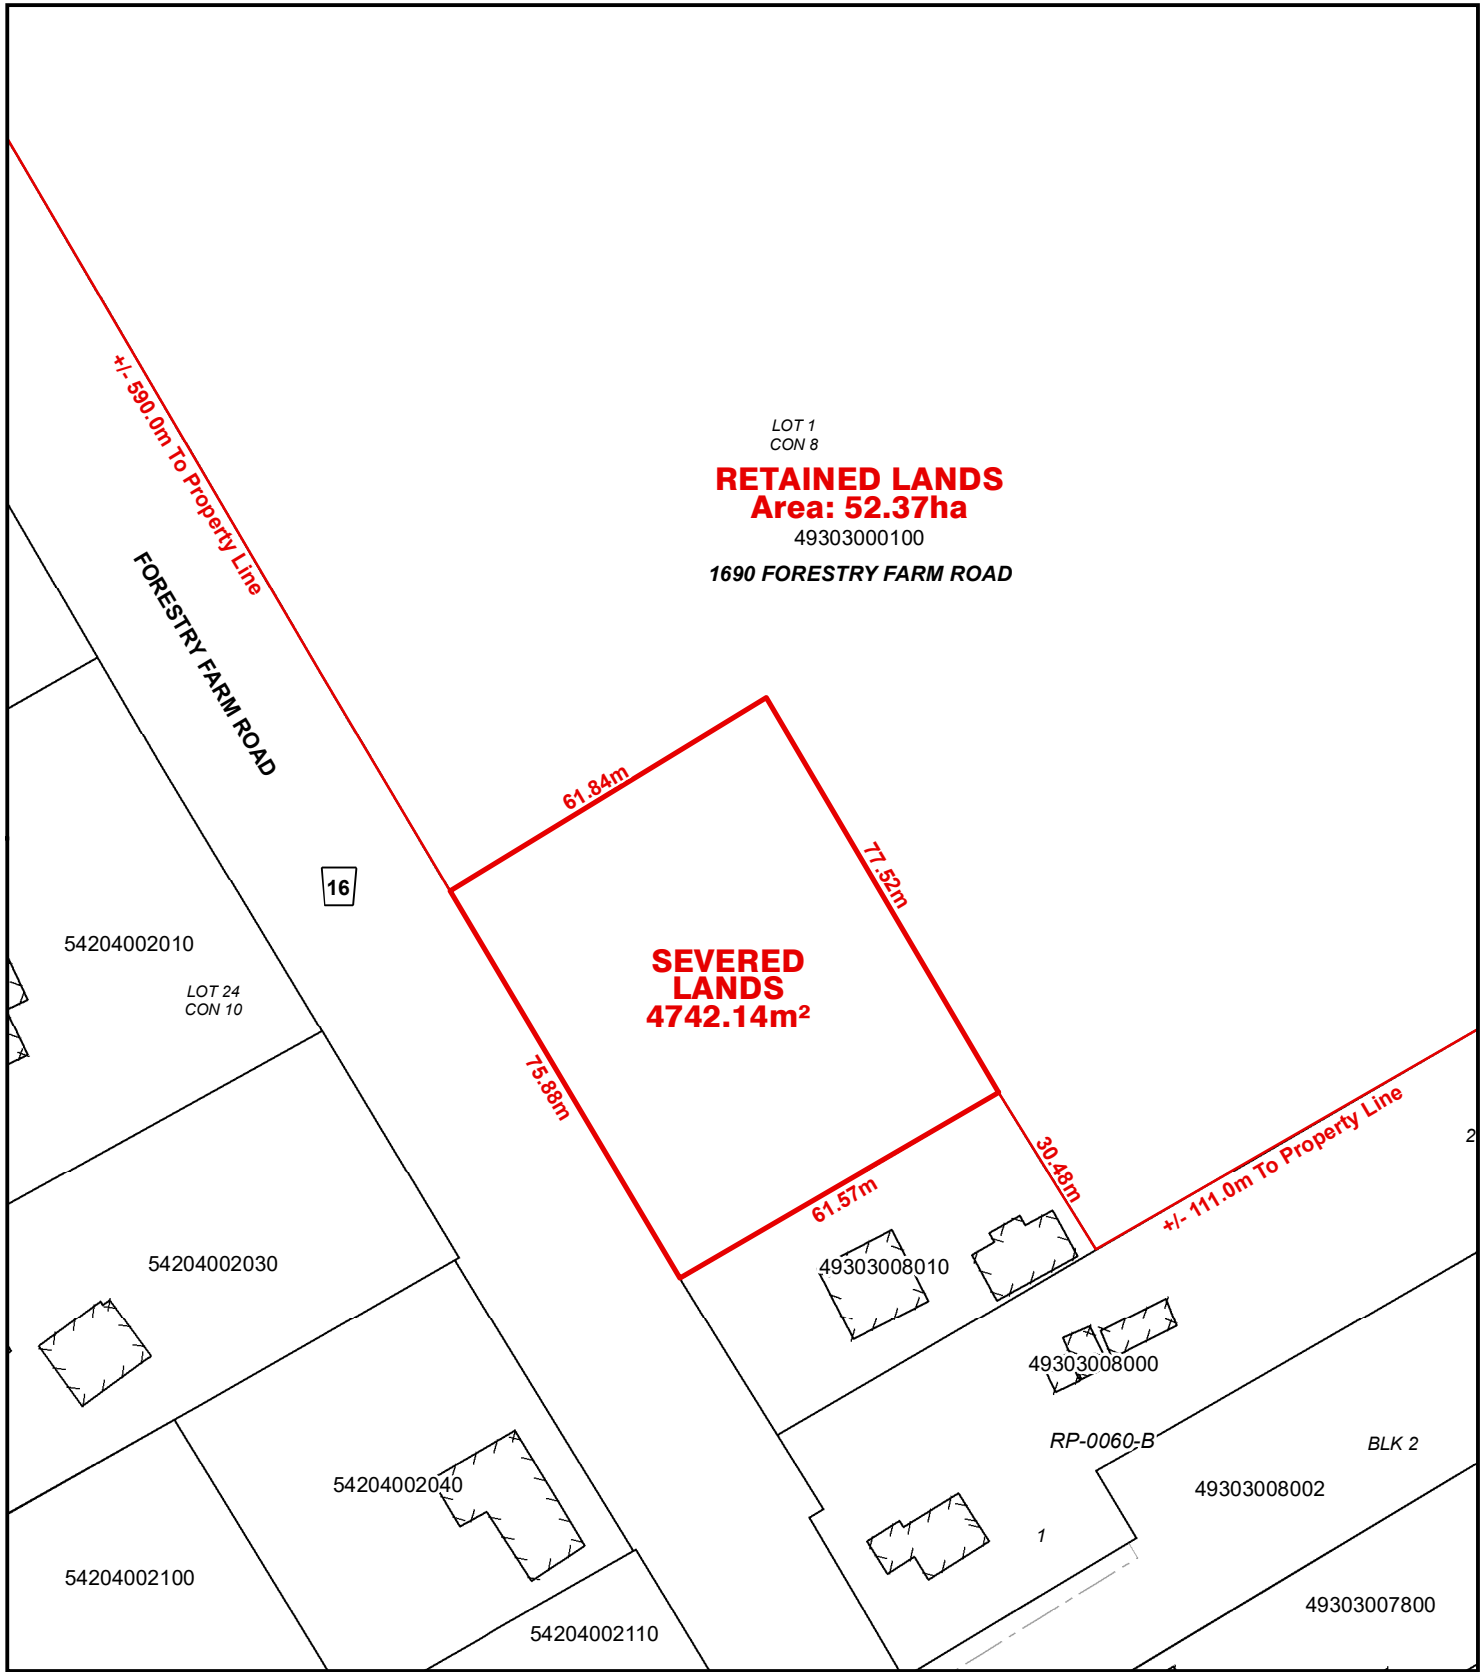 +/- 590.0m To Property Line
LOT 1
CON 8
RETAINED LANDS
Area: 52.37ha
49303000100
1690 FORESTRY FARM ROAD
FORESTRY FARM ROAD
61.84m
77.52m
16
54204002010
LOT 24
CON 10
SEVERED
LANDS
4742.14m²
75.88m
30.48m
+/- 111.0m To Property Line
2
61.57m
54204002030
49303008010
49303008000
RP-0060-B
BLK 2
54204002040
49303008002
1
54204002100
49303007800
54204002110